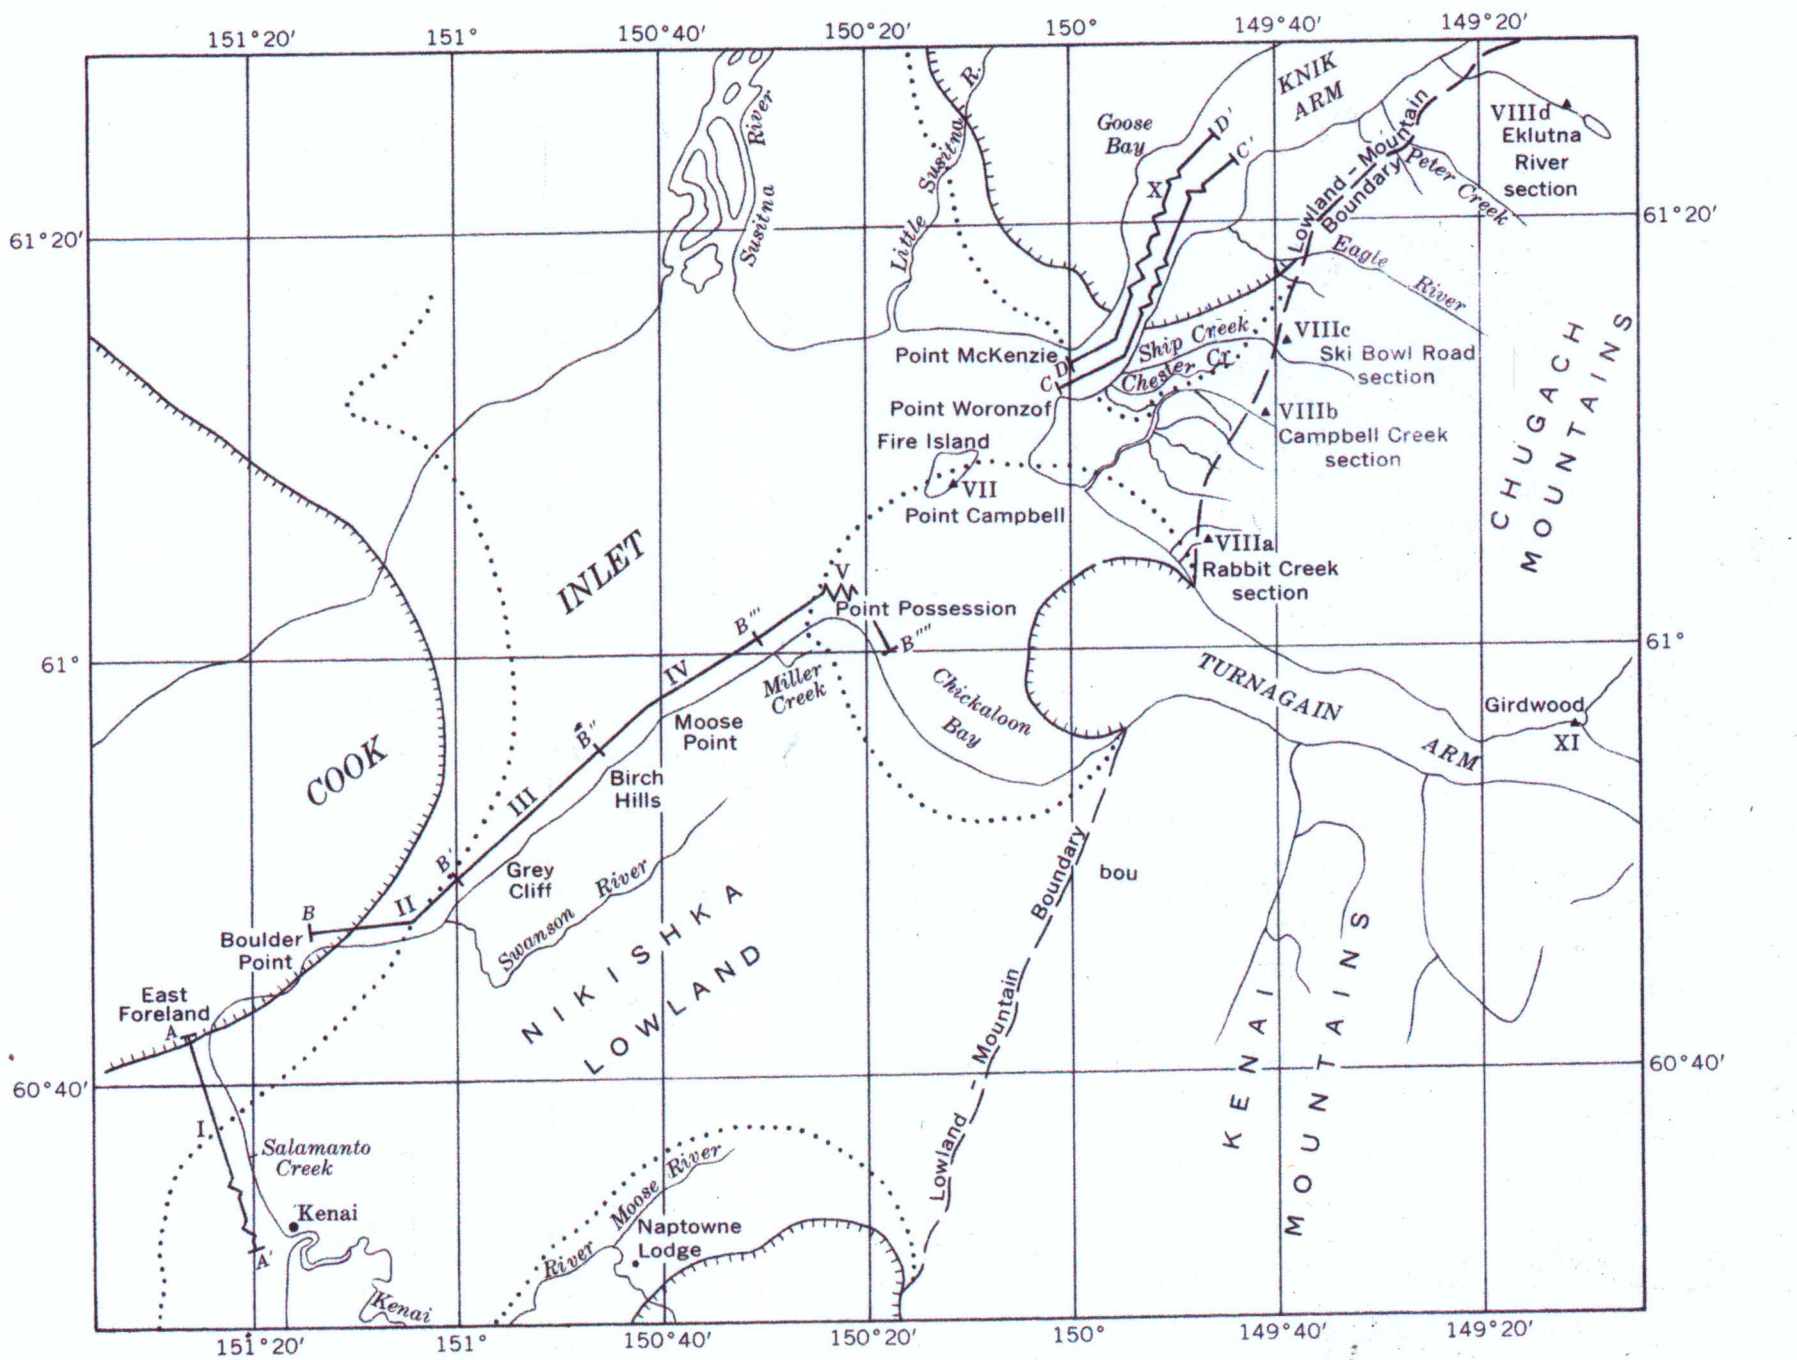 151°20'
151°
150°40'
150°20'
150°
149°40'
149°20'
KNIK
ARM
Goose
Bay
D'
C'
X
VIIId
Eklutna
River
section
Peter Creek
Lowland - Mountain
Boundary
Susitna River
Little Susitna R.
61°20'
61°20'
Eagle River
Ship Creek
Chester Cr.
VIIIc
Ski Bowl Road
section
Point McKenzie
D
C
Point Woronzof
VIIIb
Campbell Creek
section
CHUGACH
MOUNTAINS
Fire Island
VII
Point Campbell
VIIIa
Rabbit Creek
section
COOK INLET
V
Point Possession
B'''
B''''
61°
61°
IV
Miller
Creek
Chickaloon
Bay
TURNAGAIN ARM
Girdwood
XI
Moose
Point
B''
Birch
Hills
III
B'
Grey
Cliff
Swanson River
II
B
Boulder
Point
NIKISHKA
LOWLAND
Lowland - Mountain Boundary
bou
KENAI
MOUNTAINS
East
Foreland
A
60°40'
60°40'
I
Salamanto
Creek
Kenai
A'
Kenai River
Moose River
Naptowne
Lodge
151°20'
151°
150°40'
150°20'
150°
149°40'
149°20'